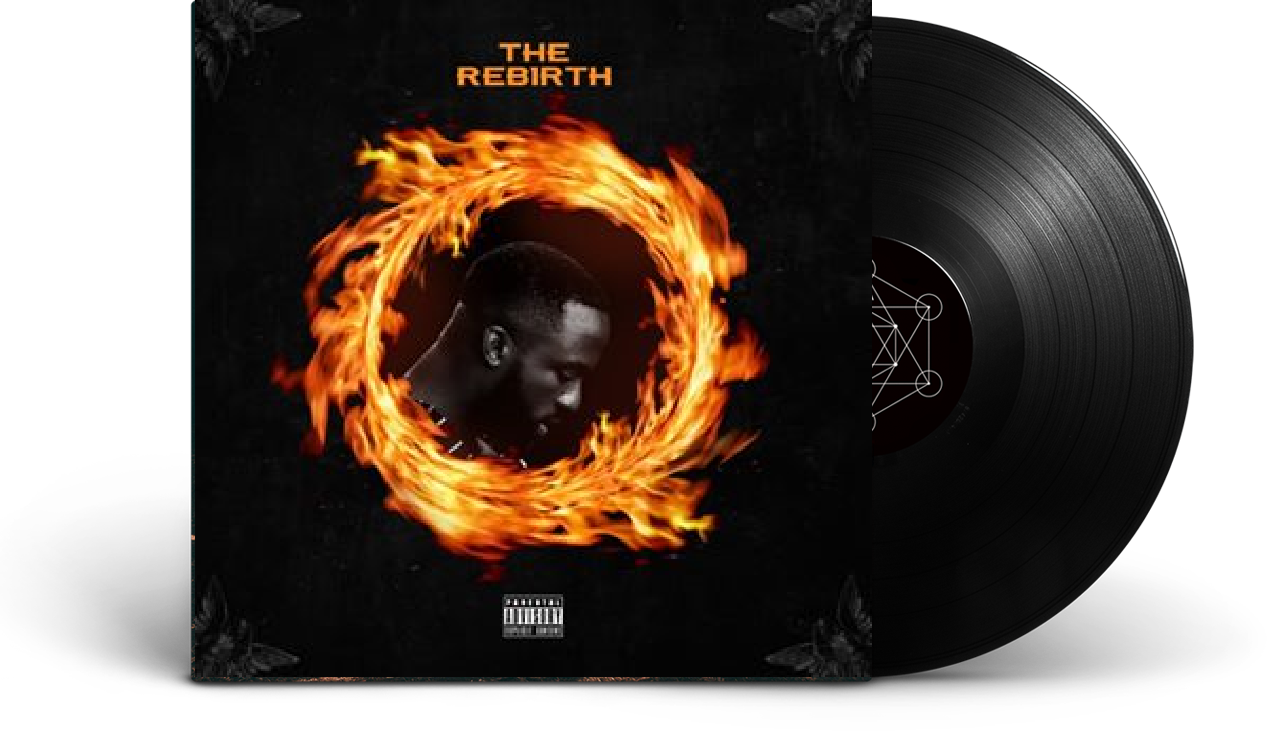 THE
REBIRTH
PARENTAL
ADVISORY
EXPLICIT CONTENT